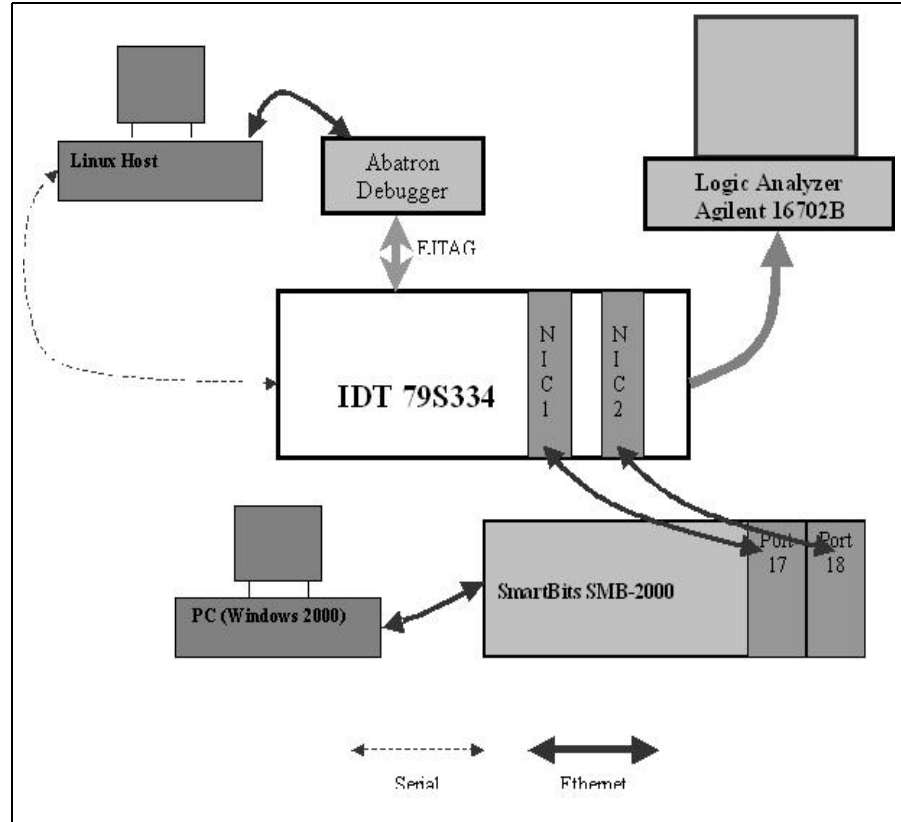 Linux Host
Abatron
Debugger
Logic Analyzer
Agilent 16702B
EJTAG
IDT 79S334
N
I
C
1
N
I
C
2
Port
17
Port
18
SmartBits SMB-2000
PC (Windows 2000)
Serial
Ethernet